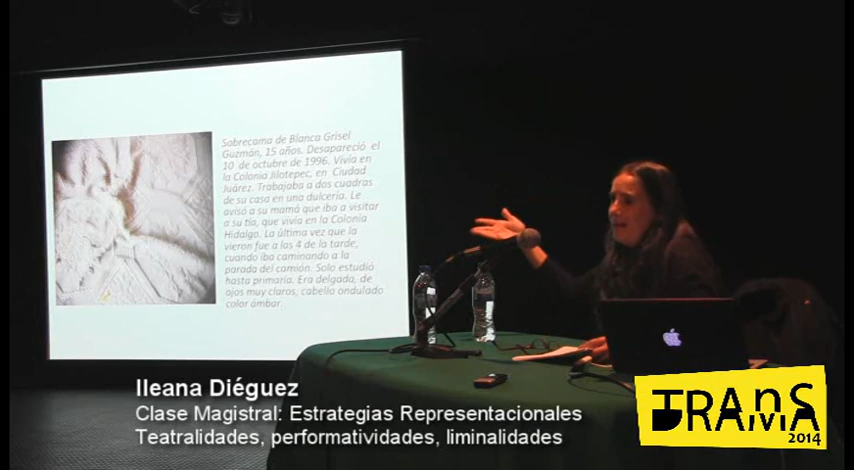 Sobrecama de Blanca Grisel
Guzmán, 15 años. Desapareció el
10 de octubre de 1996. Vivía en
la Colonia Jilotepec, en Ciudad
Juárez. Trabajaba a dos cuadras
de su casa en una dulcería. Le
avisó a su mamá que iba a visitar
a su tía, que vivía en la Colonia
Hidalgo. La última vez que la
vieron fue a las 4 de la tarde,
cuando iba caminando a la
parada del camión. Solo estudió
hasta primaria. Era delgada, de
ojos muy claros, cabello ondulado
color ámbar.
Ileana Diéguez
Clase Magistral: Estrategias Representacionales
Teatralidades, performatividades, liminalidades
TRANS
MA
2014